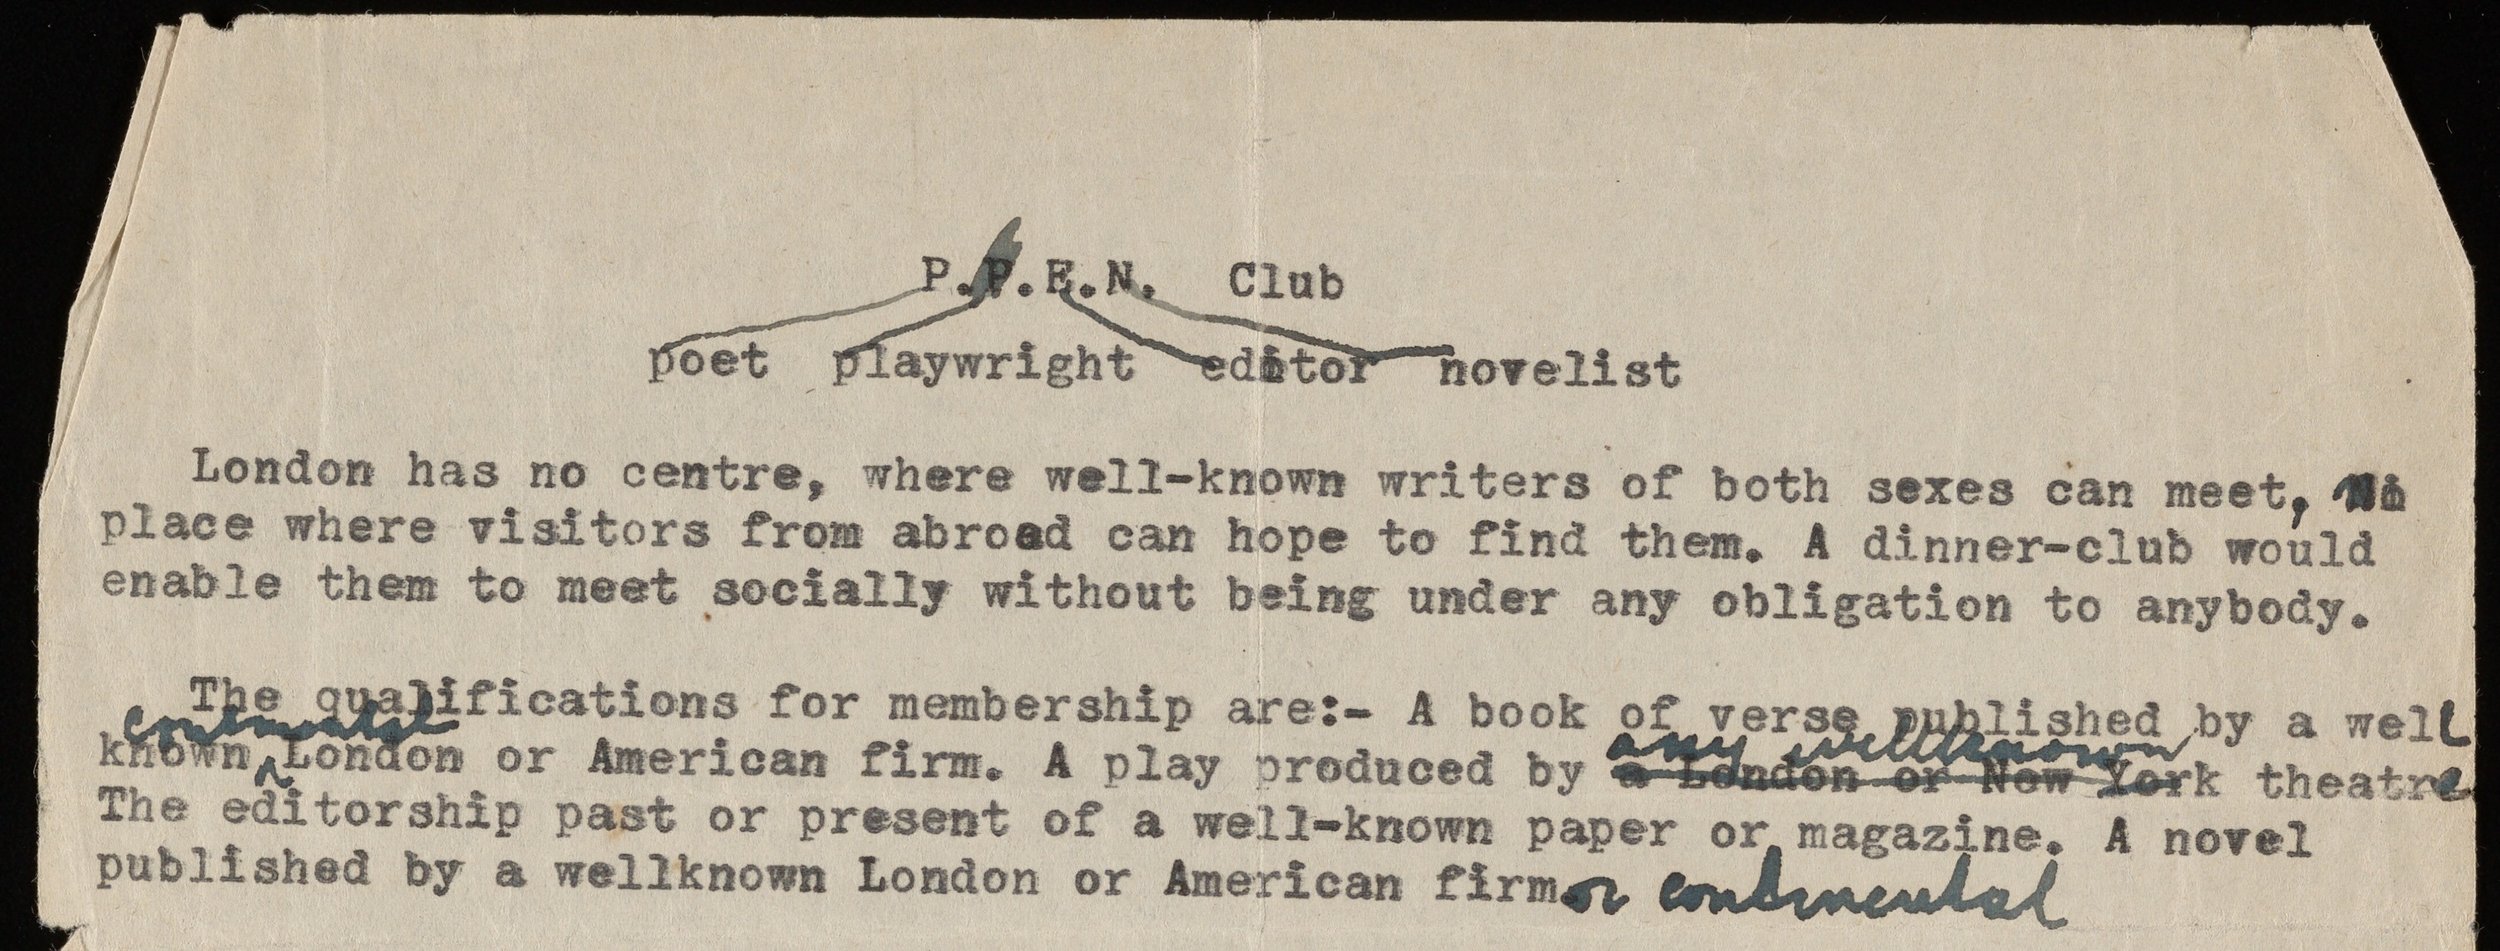 P.P.E.N. Club
poet playwright editor novelist
London has no centre, where well-known writers of both sexes can meet, No
place where visitors from abroad can hope to find them. A dinner-club would
enable them to meet socially without being under any obligation to anybody.
The qualifications for membership are:- A book of verse published by a well
continental
any wellknown
known London or American firm. A play produced by a London or New York theatre
The editorship past or present of a well-known paper or magazine. A novel
published by a wellknown London or American firm. or continental